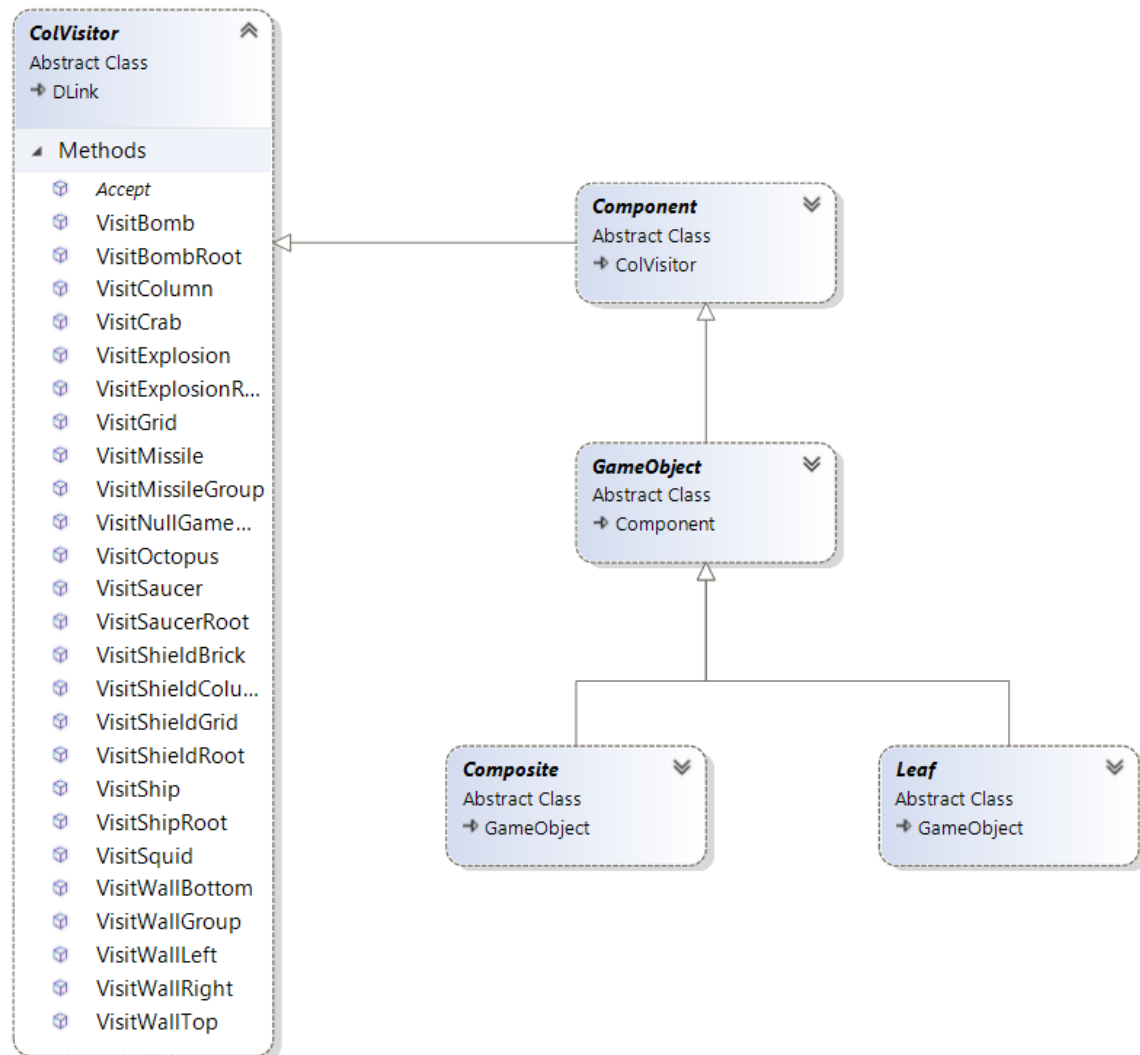 ColVisitor
Abstract Class
DLink
Methods
Accept
VisitBomb
VisitBombRoot
VisitColumn
VisitCrab
VisitExplosion
VisitExplosionR...
VisitGrid
VisitMissile
VisitMissileGroup
VisitNullGame...
VisitOctopus
VisitSaucer
VisitSaucerRoot
VisitShieldBrick
VisitShieldColu...
VisitShieldGrid
VisitShieldRoot
VisitShip
VisitShipRoot
VisitSquid
VisitWallBottom
VisitWallGroup
VisitWallLeft
VisitWallRight
VisitWallTop
Component
Abstract Class
ColVisitor
GameObject
Abstract Class
Component
Composite
Abstract Class
GameObject
Leaf
Abstract Class
GameObject